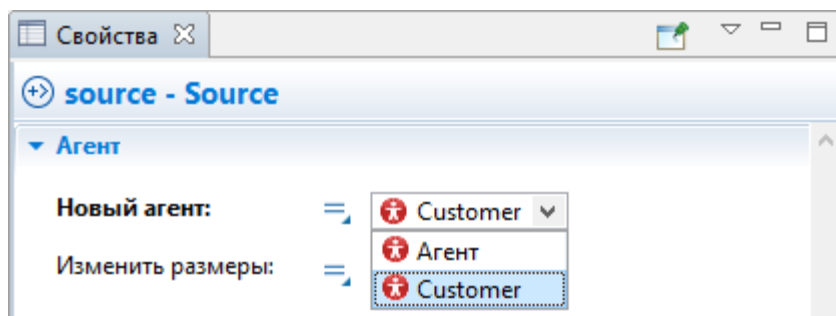 Свойства
source - Source
Агент
Новый агент: Customer
Агент
Изменить размеры:
Customer